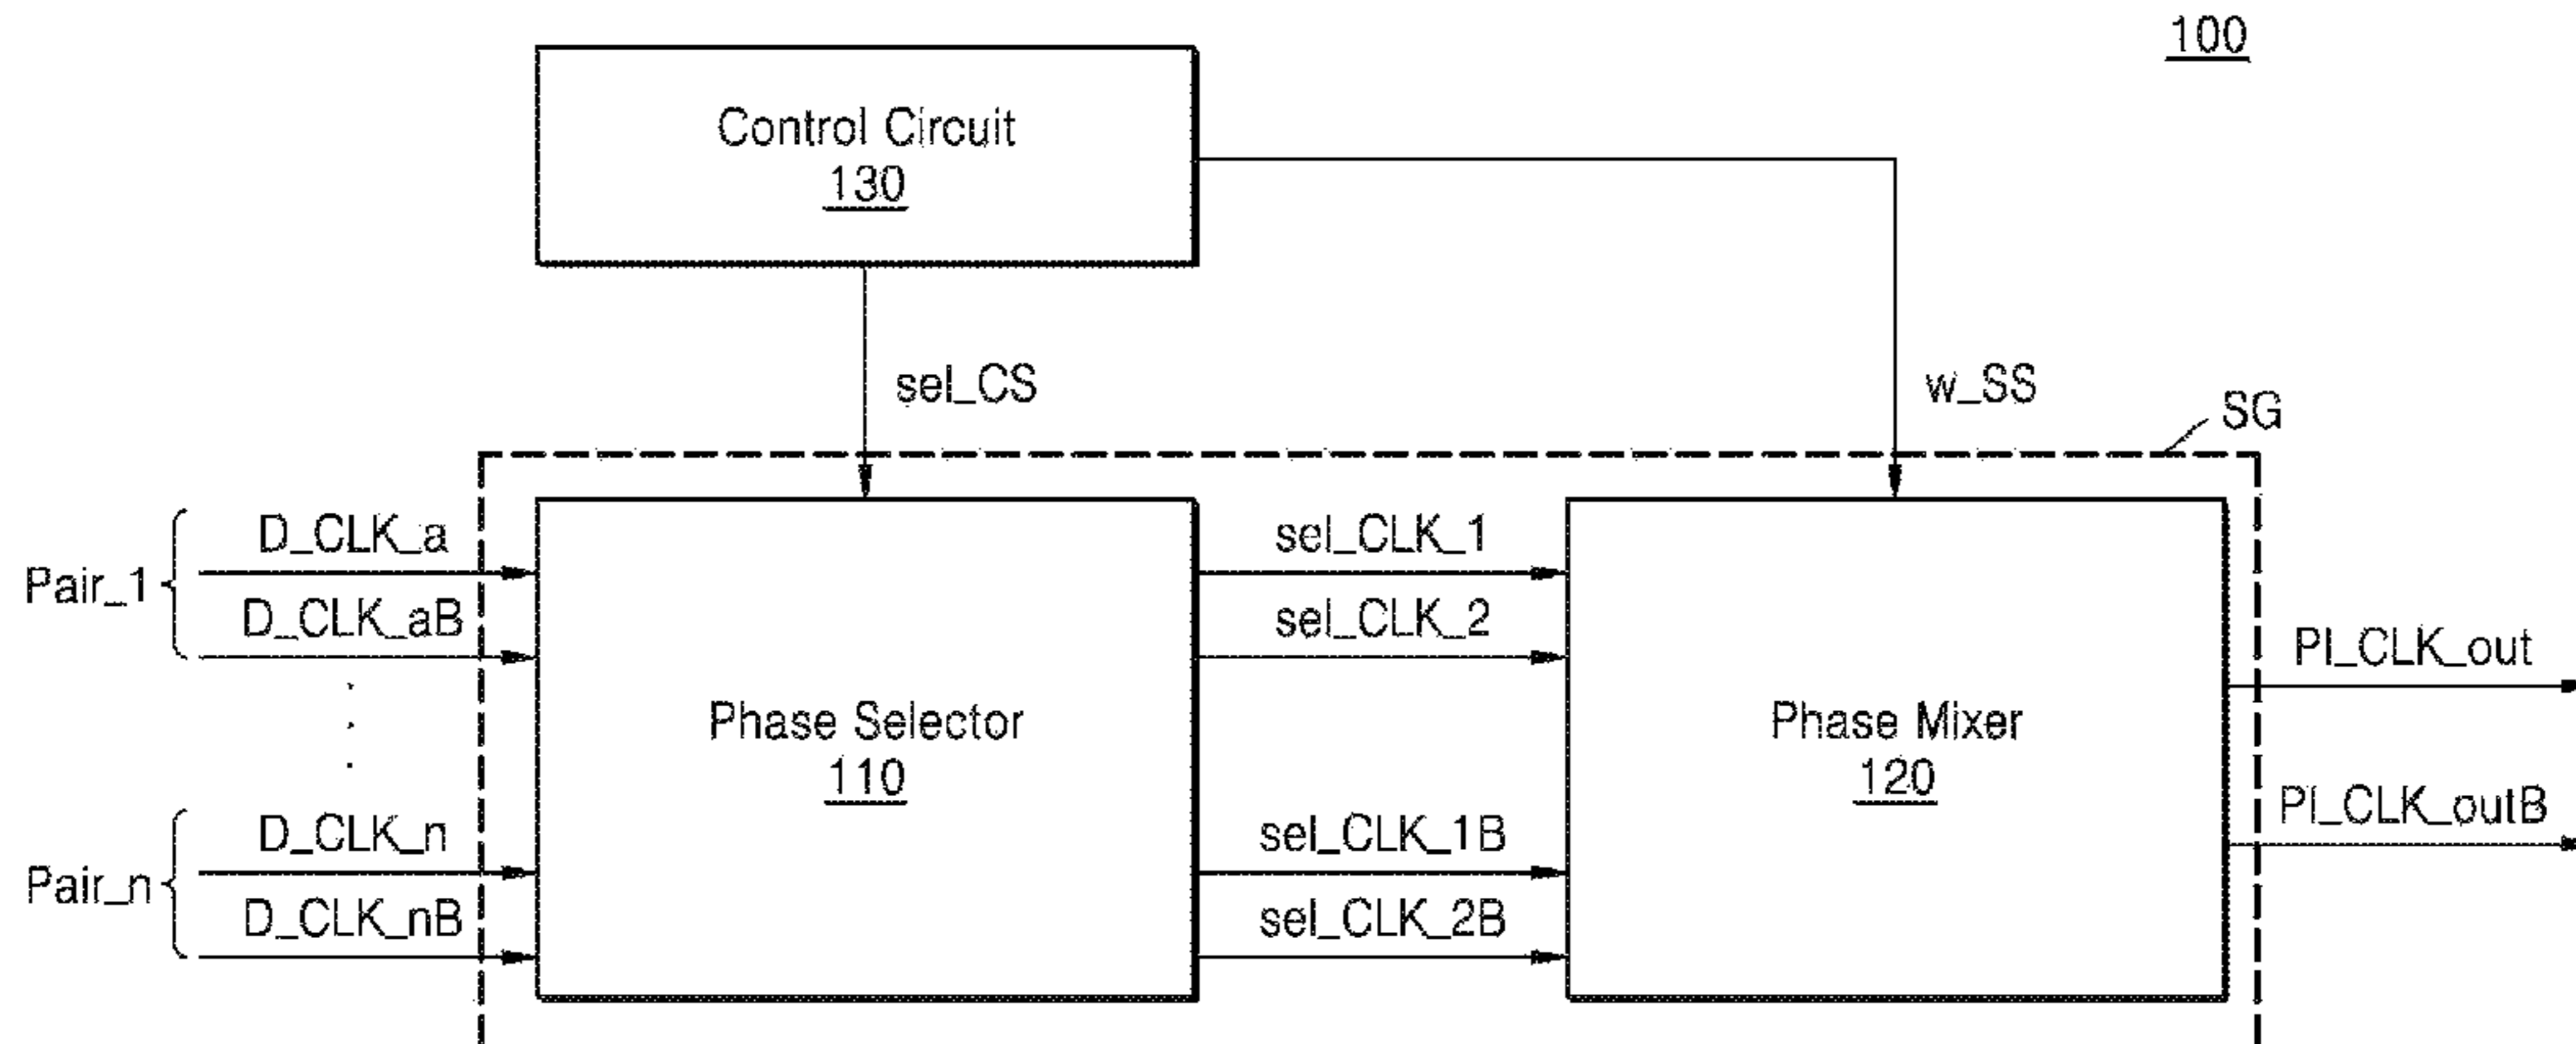 100
Control Circuit
130
sel_CS
w_SS
SG
Pair_1
D_CLK_a
D_CLK_aB
Pair_n
D_CLK_n
D_CLK_nB
Phase Selector
110
sel_CLK_1
sel_CLK_2
sel_CLK_1B
sel_CLK_2B
Phase Mixer
120
PI_CLK_out
PI_CLK_outB